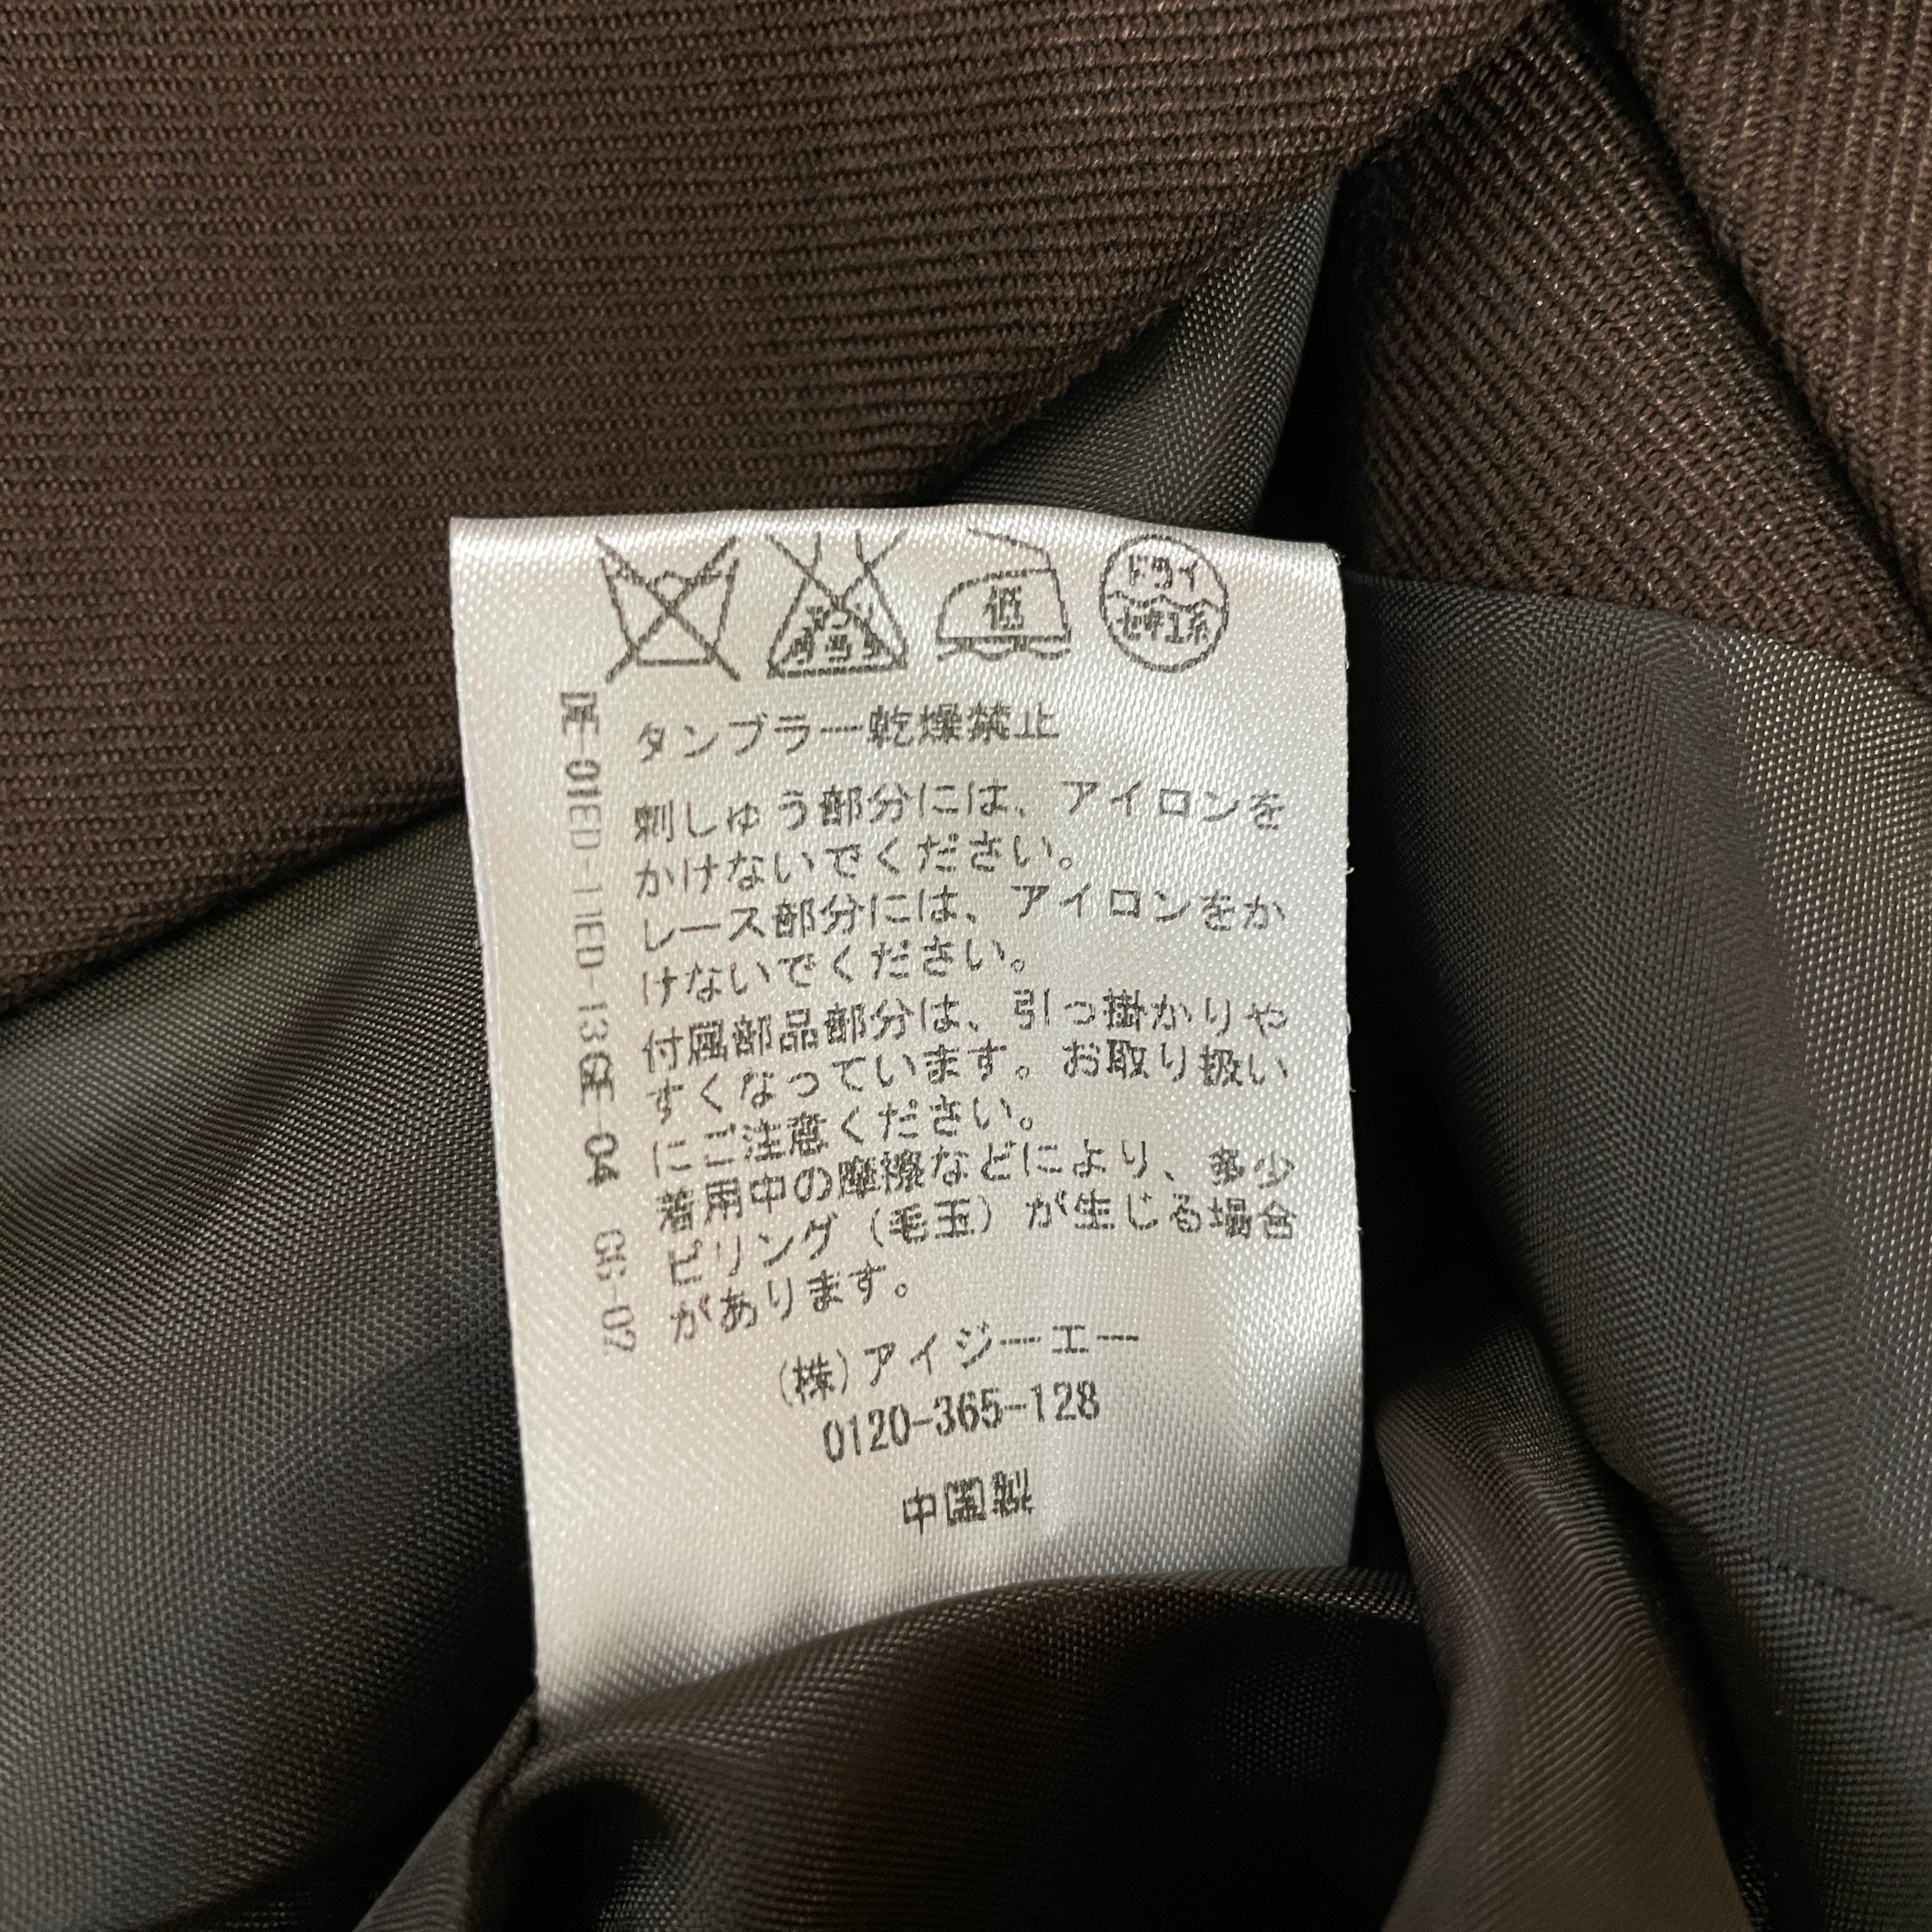 低
ドライ
セキユ系
タンブラー乾燥禁止
刺しゅう部分には、アイロンを
かけないでください。
レース部分には、アイロンをか
けないでください。
付属部品部分は、引っ掛かりや
すくなっています。お取り扱い
にご注意ください。
着用中の摩擦などにより、多少
ピリング(毛玉)が生じる場合
があります。
(株)アイジーエー
0120-365-128
中国製